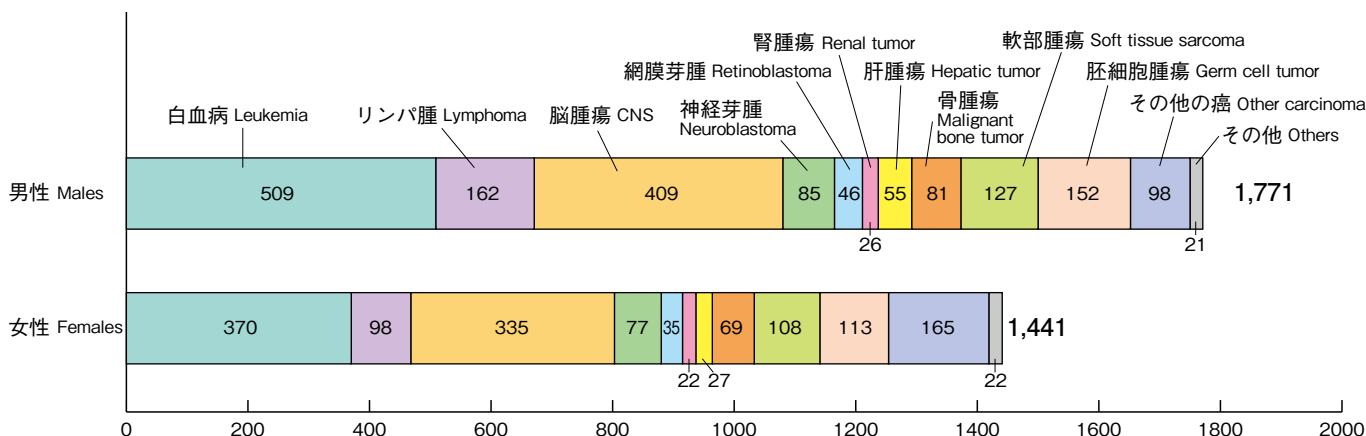 腎腫瘍 Renal tumor
軟部腫瘍 Soft tissue sarcoma
網膜芽腫 Retinoblastoma
肝腫瘍 Hepatic tumor
胚細胞腫瘍 Germ cell tumor
白血病 Leukemia
リンパ腫 Lymphoma
脳腫瘍 CNS
神経芽腫
Neuroblastoma
骨腫瘍
Malignant
bone tumor
その他の癌 Other carcinoma
その他 Others
男性 Males
509
162
409
85
46
55
81
127
152
98
1,771
26
21
女性 Females
370
98
335
77
35
69
108
113
165
1,441
22
27
22
0
200
400
600
800
1000
1200
1400
1600
1800
2000